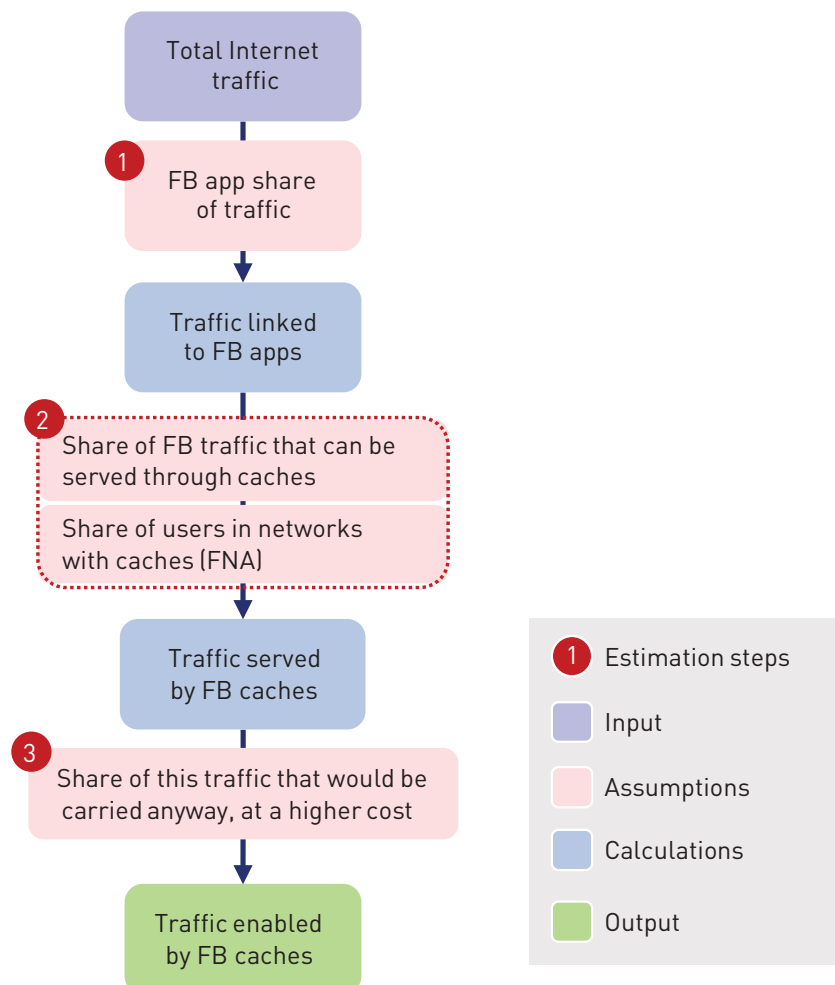 Total Internet
traffic
1
FB app share
of traffic
Traffic linked
to FB apps
2
Share of FB traffic that can be
served through caches
Share of users in networks
with caches (FNA)
Traffic served
by FB caches
3
Share of this traffic that would be
carried anyway, at a higher cost
Traffic enabled
by FB caches
1 Estimation steps
Input
Assumptions
Calculations
Output